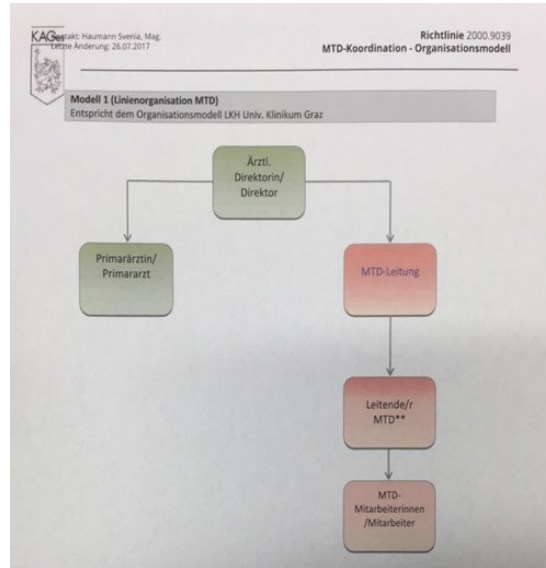 KAGes
Kontakt: Haumann Svenia, Mag.
Letzte Änderung: 26.07.2017
Richtlinie 2000.9039
MTD-Koordination - Organisationsmodell
Modell 1 (Linienorganisation MTD)
Entspricht dem Organisationsmodell LKH Univ. Klinikum Graz
Ärztl.
Direktorin/
Direktor
Primarärztin/
Primararzt
MTD-Leitung
Leitende/r
MTD**
MTD-
Mitarbeiterinnen
/Mitarbeiter